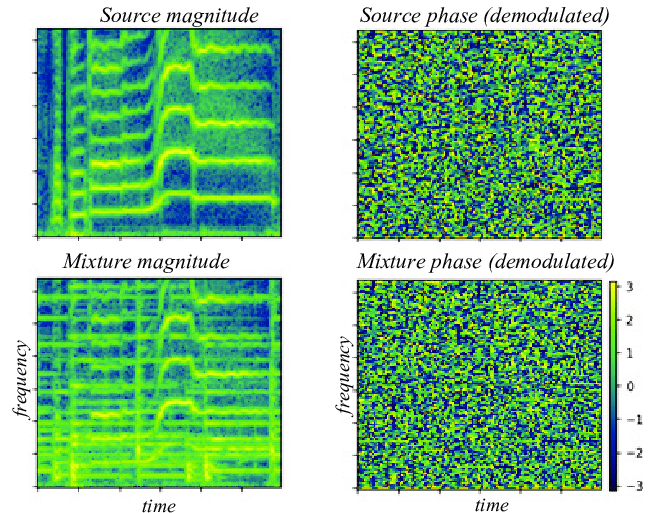 Source magnitude
Source phase (demodulated)
Mixture magnitude
Mixture phase (demodulated)
frequency
frequency
3
2
1
0
−1
−2
−3
time
time